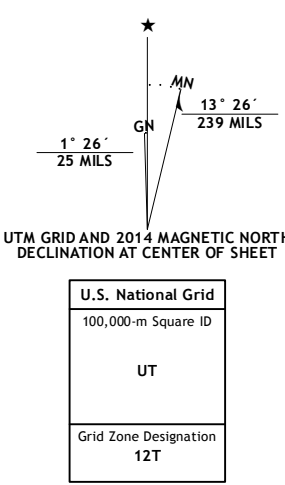 ★
MN
GN
13° 26´
239 MILS
1° 26´
25 MILS
UTM GRID AND 2014 MAGNETIC NORTH
DECLINATION AT CENTER OF SHEET
U.S. National Grid
100,000-m Square ID
UT
Grid Zone Designation
12T